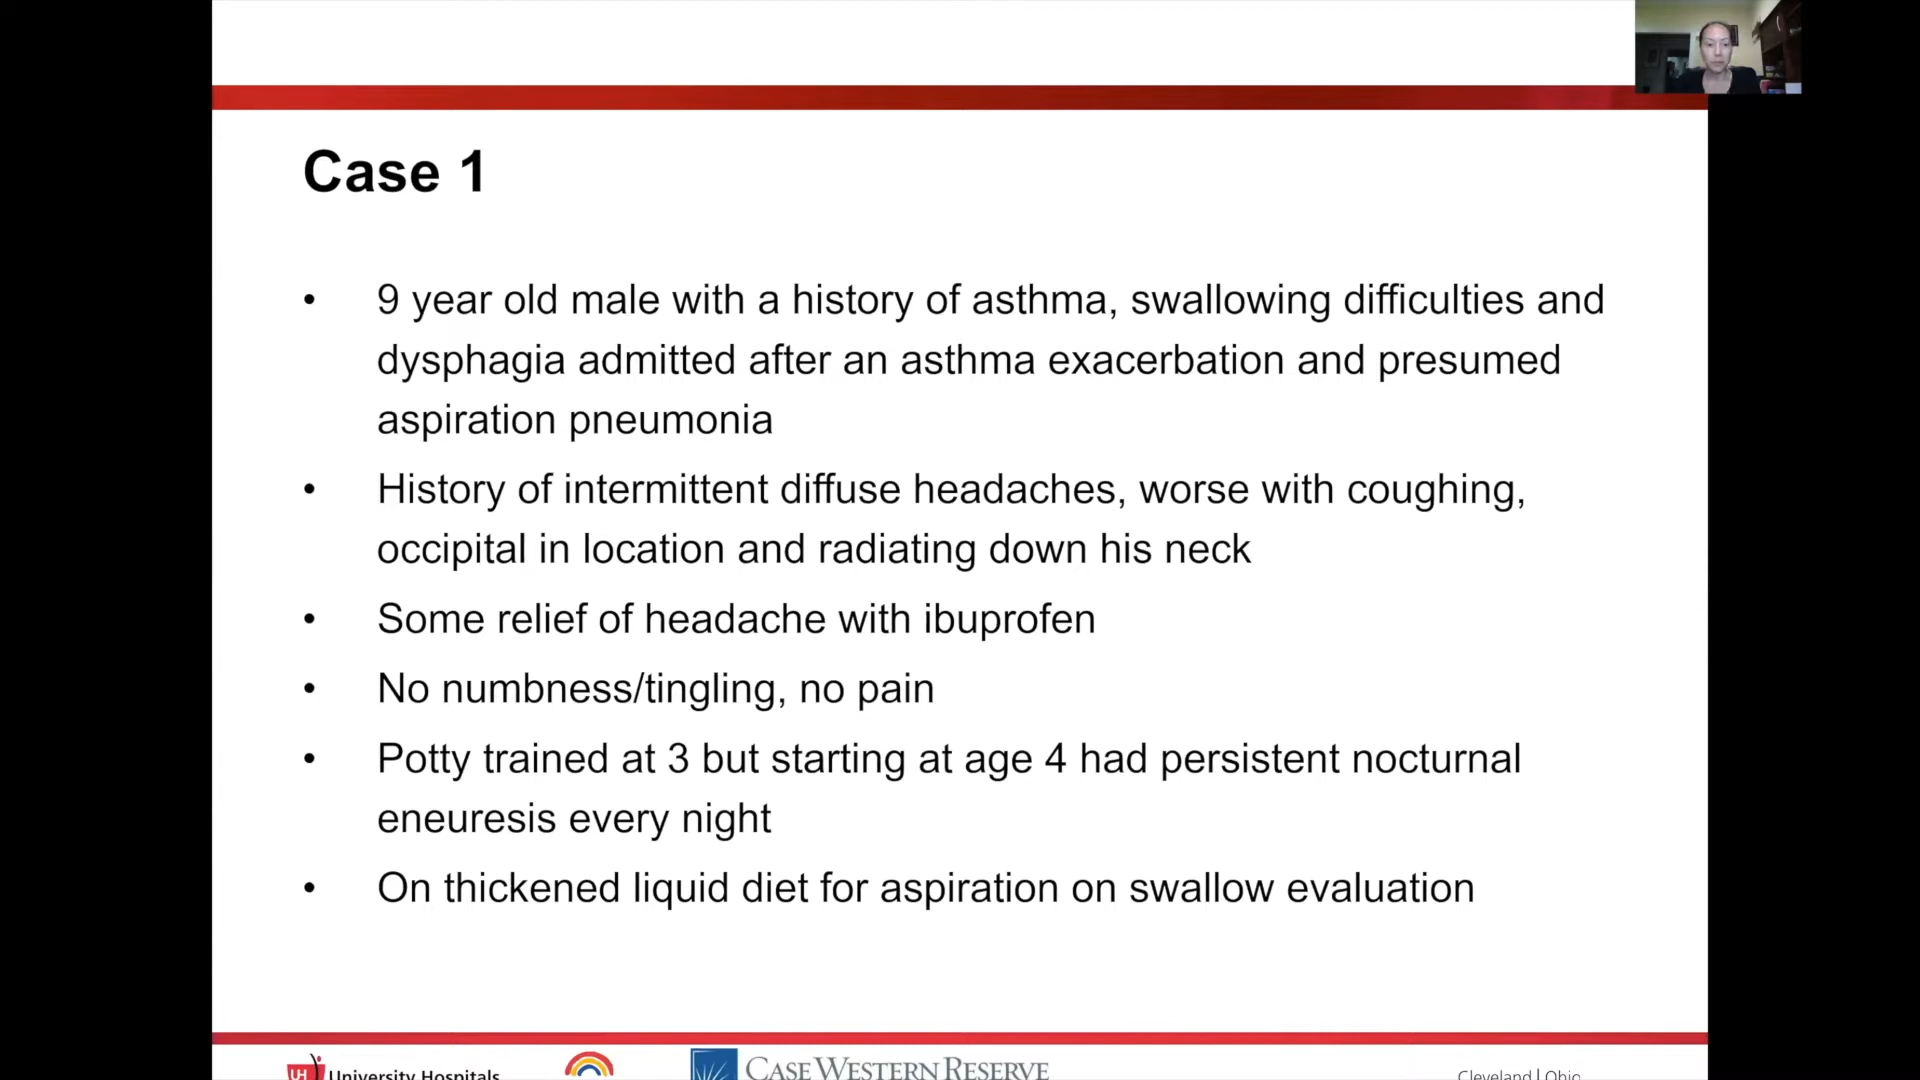 Case 1
• 9 year old male with a history of asthma, swallowing difficulties and
dysphagia admitted after an asthma exacerbation and presumed
aspiration pneumonia
• History of intermittent diffuse headaches, worse with coughing,
occipital in location and radiating down his neck
• Some relief of headache with ibuprofen
• No numbness/tingling, no pain
• Potty trained at 3 but starting at age 4 had persistent nocturnal
eneuresis every night
• On thickened liquid diet for aspiration on swallow evaluation
UH University Hospitals
CASE WESTERN RESERVE
Cleveland | Ohio